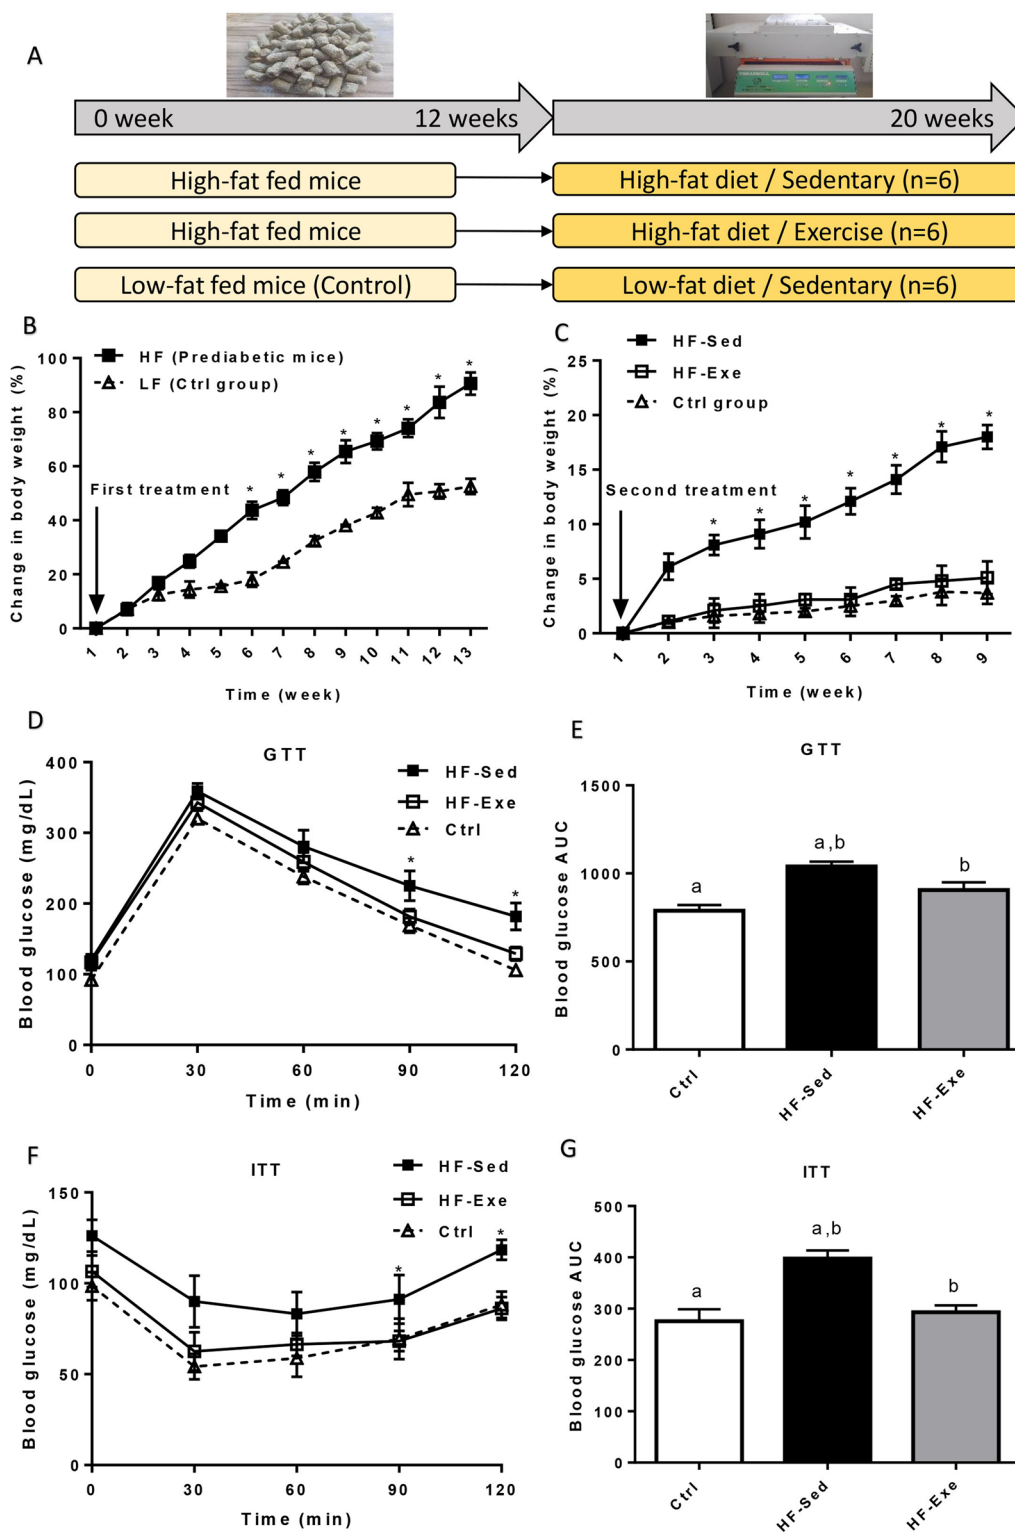 A
0 week 12 weeks 20 weeks
High-fat fed mice High-fat diet / Sedentary (n=6)
High-fat fed mice High-fat diet / Exercise (n=6)
Low-fat fed mice (Control) Low-fat diet / Sedentary (n=6)
B
HF (Prediabetic mice)
LF (Ctrl group)
First treatment
Change in body weight (%)
100
80
60
40
20
0
* * * * * * * *
1 2 3 4 5 6 7 8 9 10 11 12 13
Time (week)
C
HF-Sed
HF-Exe
Ctrl group
Second treatment
Change in body weight (%)
25
20
15
10
5
0
* * * * * * *
1 2 3 4 5 6 7 8 9
Time (week)
D
GTT
HF-Sed
HF-Exe
Ctrl
Blood glucose (mg/dL)
400
300
200
100
0
* *
0 30 60 90 120
Time (min)
E
GTT
Blood glucose AUC
1500
1000
500
0
a a,b b
Ctrl HF-Sed HF-Exe
F
ITT
HF-Sed
HF-Exe
Ctrl
Blood glucose (mg/dL)
150
100
50
0
* *
0 30 60 90 120
Time (min)
G
ITT
Blood glucose AUC
500
400
300
200
100
0
a a,b b
Ctrl HF-Sed HF-Exe